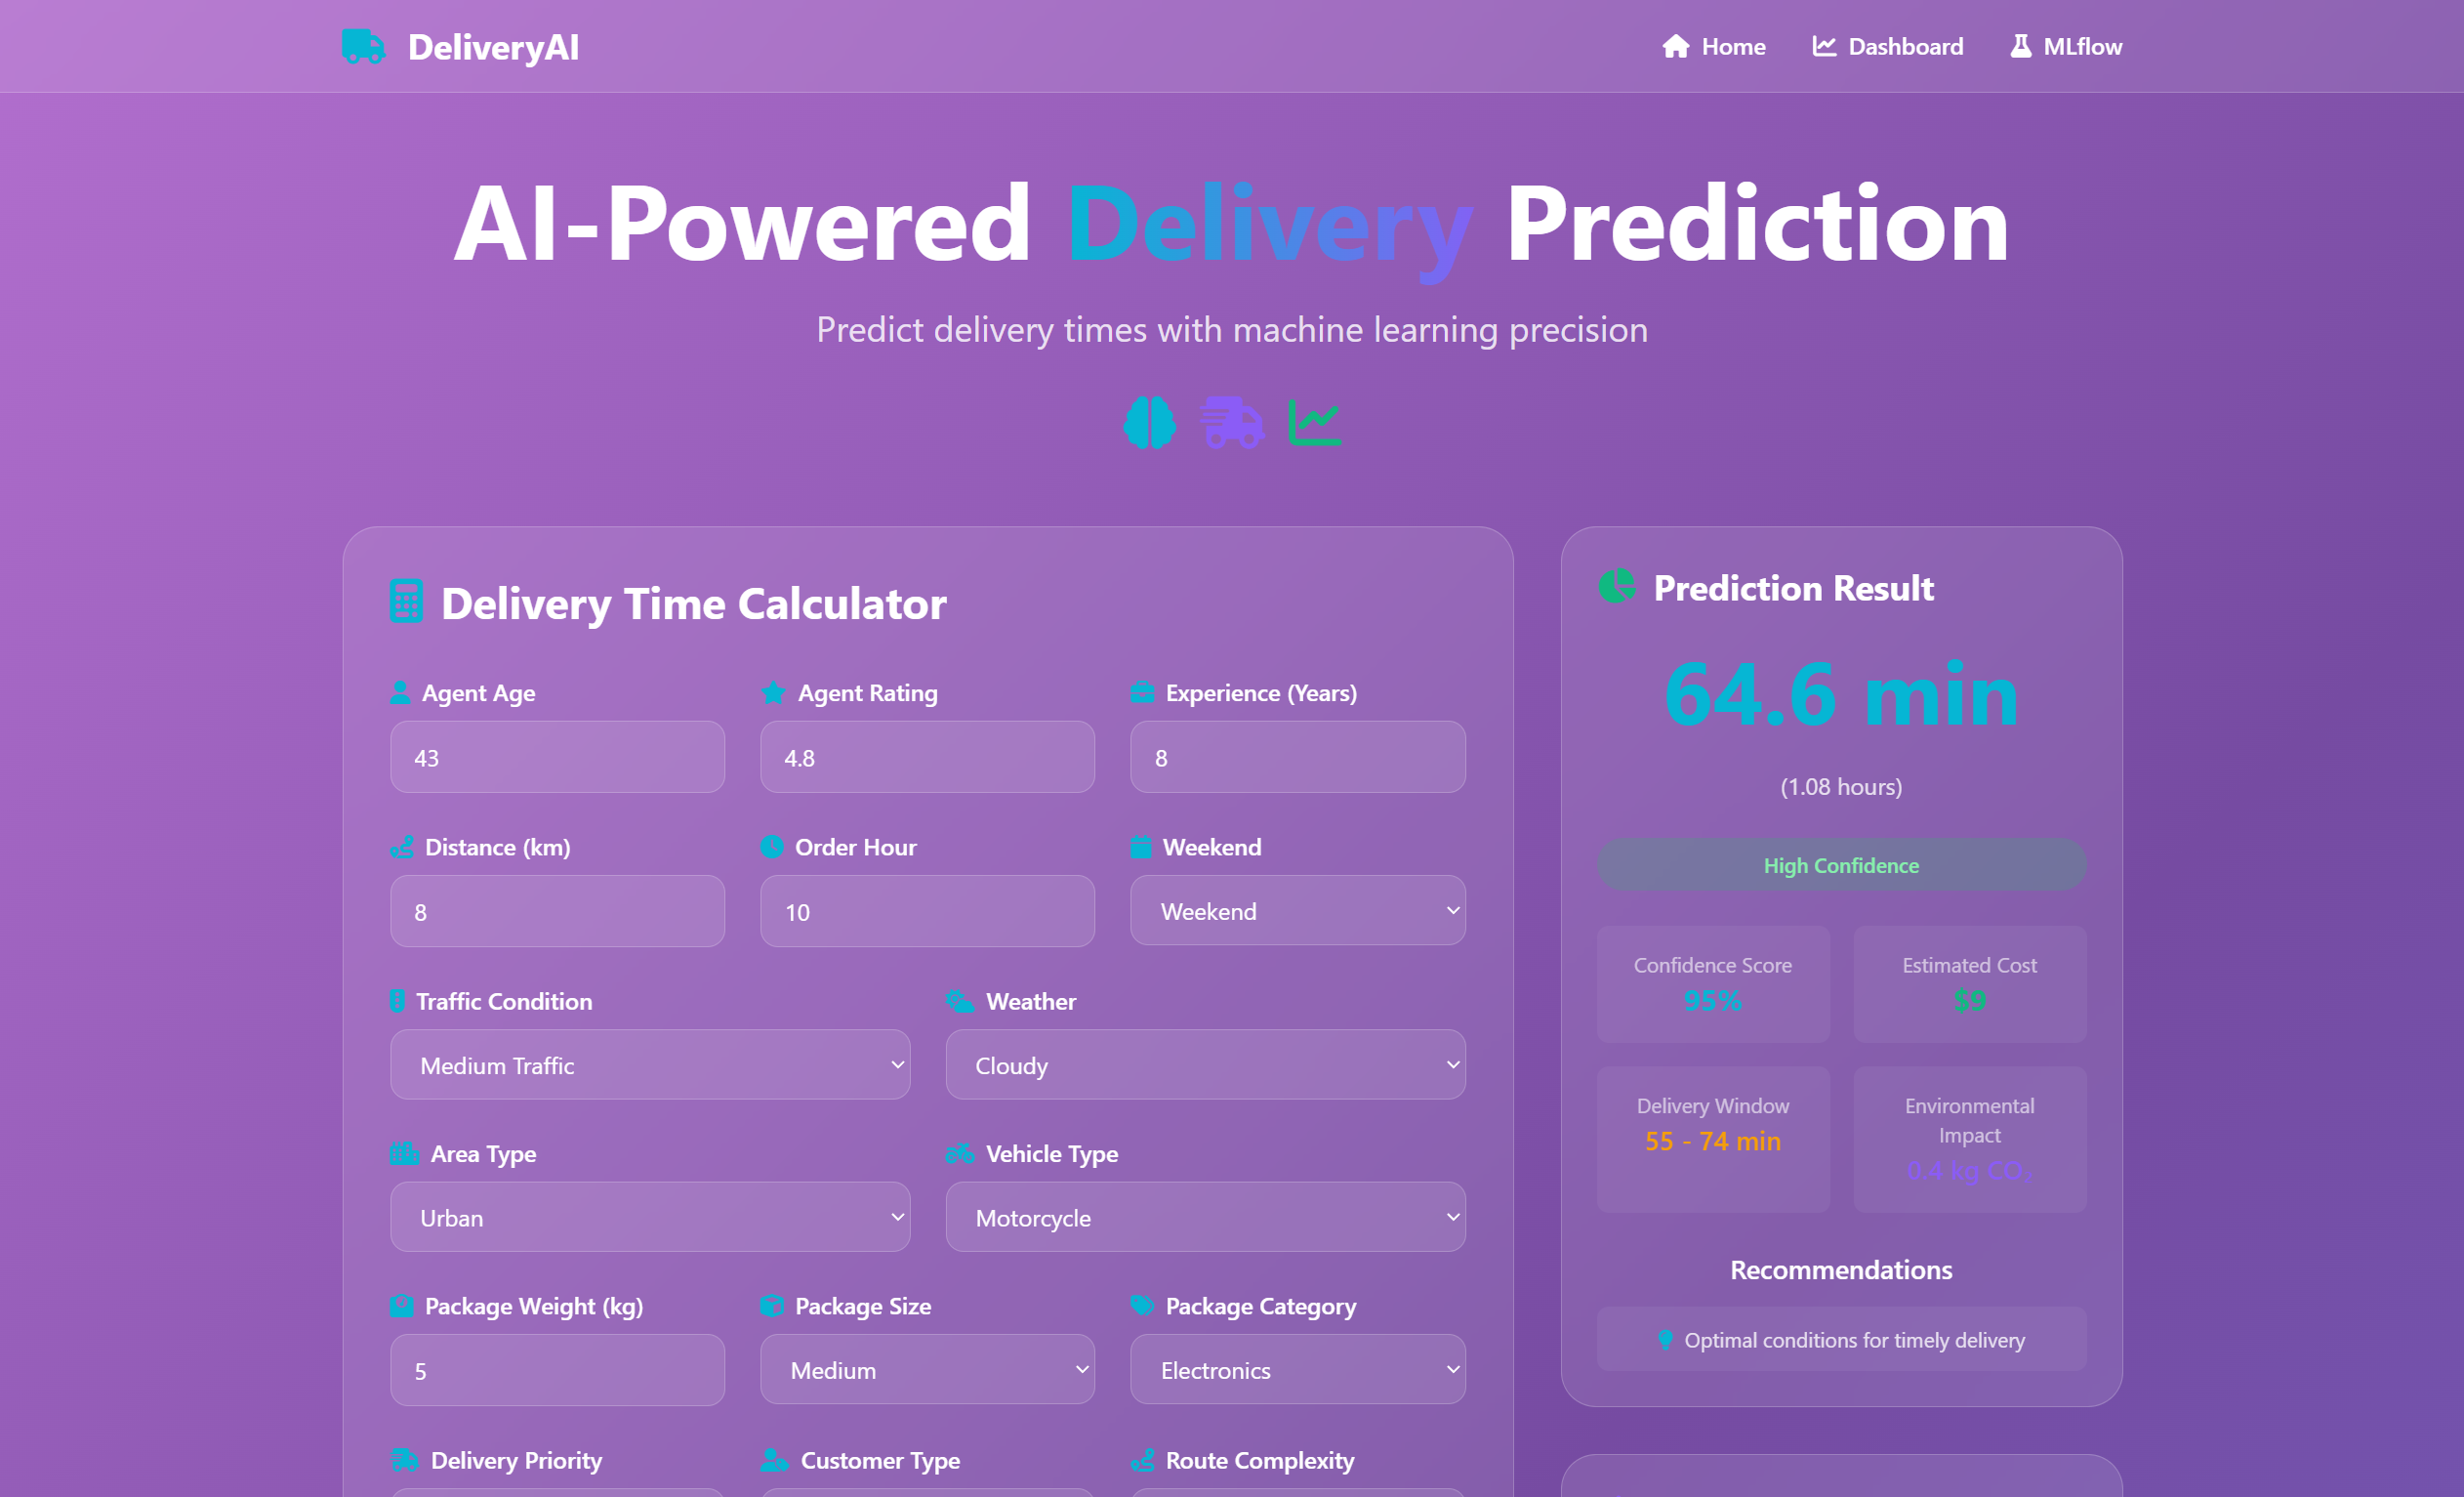 DeliveryAI
Home
Dashboard
MLflow
AI-Powered Delivery Prediction
Predict delivery times with machine learning precision
Delivery Time Calculator
Agent Age
Agent Rating
Experience (Years)
43
4.8
8
Distance (km)
Order Hour
Weekend
8
10
Weekend
Traffic Condition
Weather
Medium Traffic
Cloudy
Area Type
Vehicle Type
Urban
Motorcycle
Package Weight (kg)
Package Size
Package Category
5
Medium
Electronics
Delivery Priority
Customer Type
Route Complexity
Prediction Result
64.6 min
(1.08 hours)
High Confidence
Confidence Score
95%
Estimated Cost
$9
Delivery Window
55 - 74 min
Environmental
Impact
0.4 kg CO₂
Recommendations
Optimal conditions for timely delivery